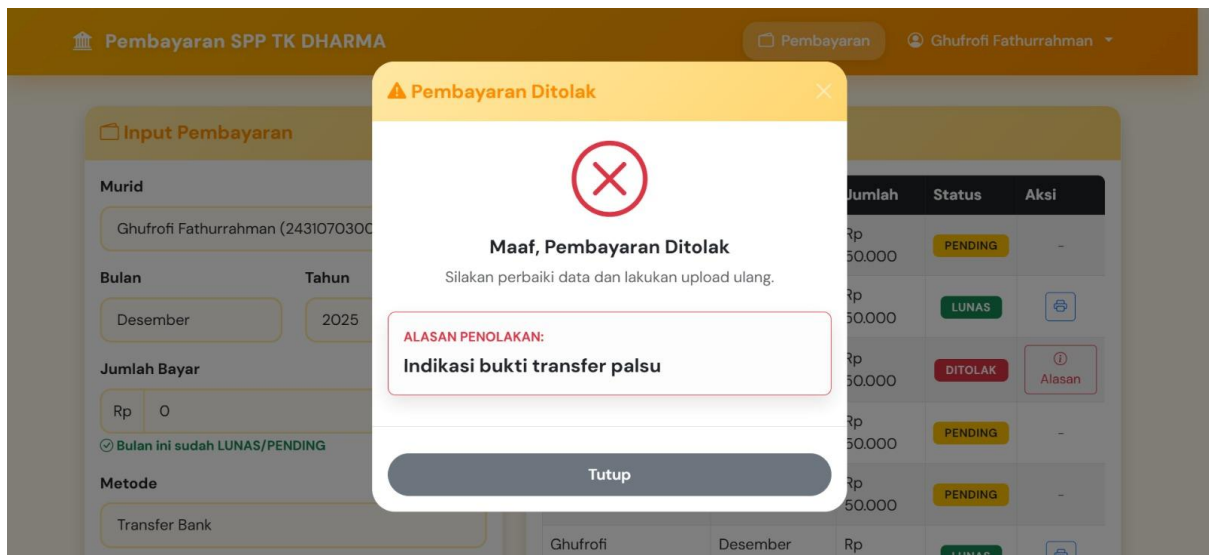 Pembayaran SPP TK DHARMA
Pembayaran
Ghufrofi Fathurrahman
Pembayaran Ditolak
Maaf, Pembayaran Ditolak
Silakan perbaiki data dan lakukan upload ulang.
ALASAN PENOLAKAN:
Indikasi bukti transfer palsu
Tutup
Input Pembayaran
Murid
Ghufrofi Fathurrahman
Bulan Tahun
Desember 2025
Jumlah Bayar
Rp 0
Bulan ini sudah LUNAS/PENDING
Metode
Transfer Bank
Jumlah Status Aksi
Rp
50.000 PENDING -
Rp
50.000 LUNAS
Rp
50.000 DITOLAK Alasan
Rp
50.000 PENDING -
Rp
50.000 PENDING -
Ghufrofi Desember Rp
LUNAS